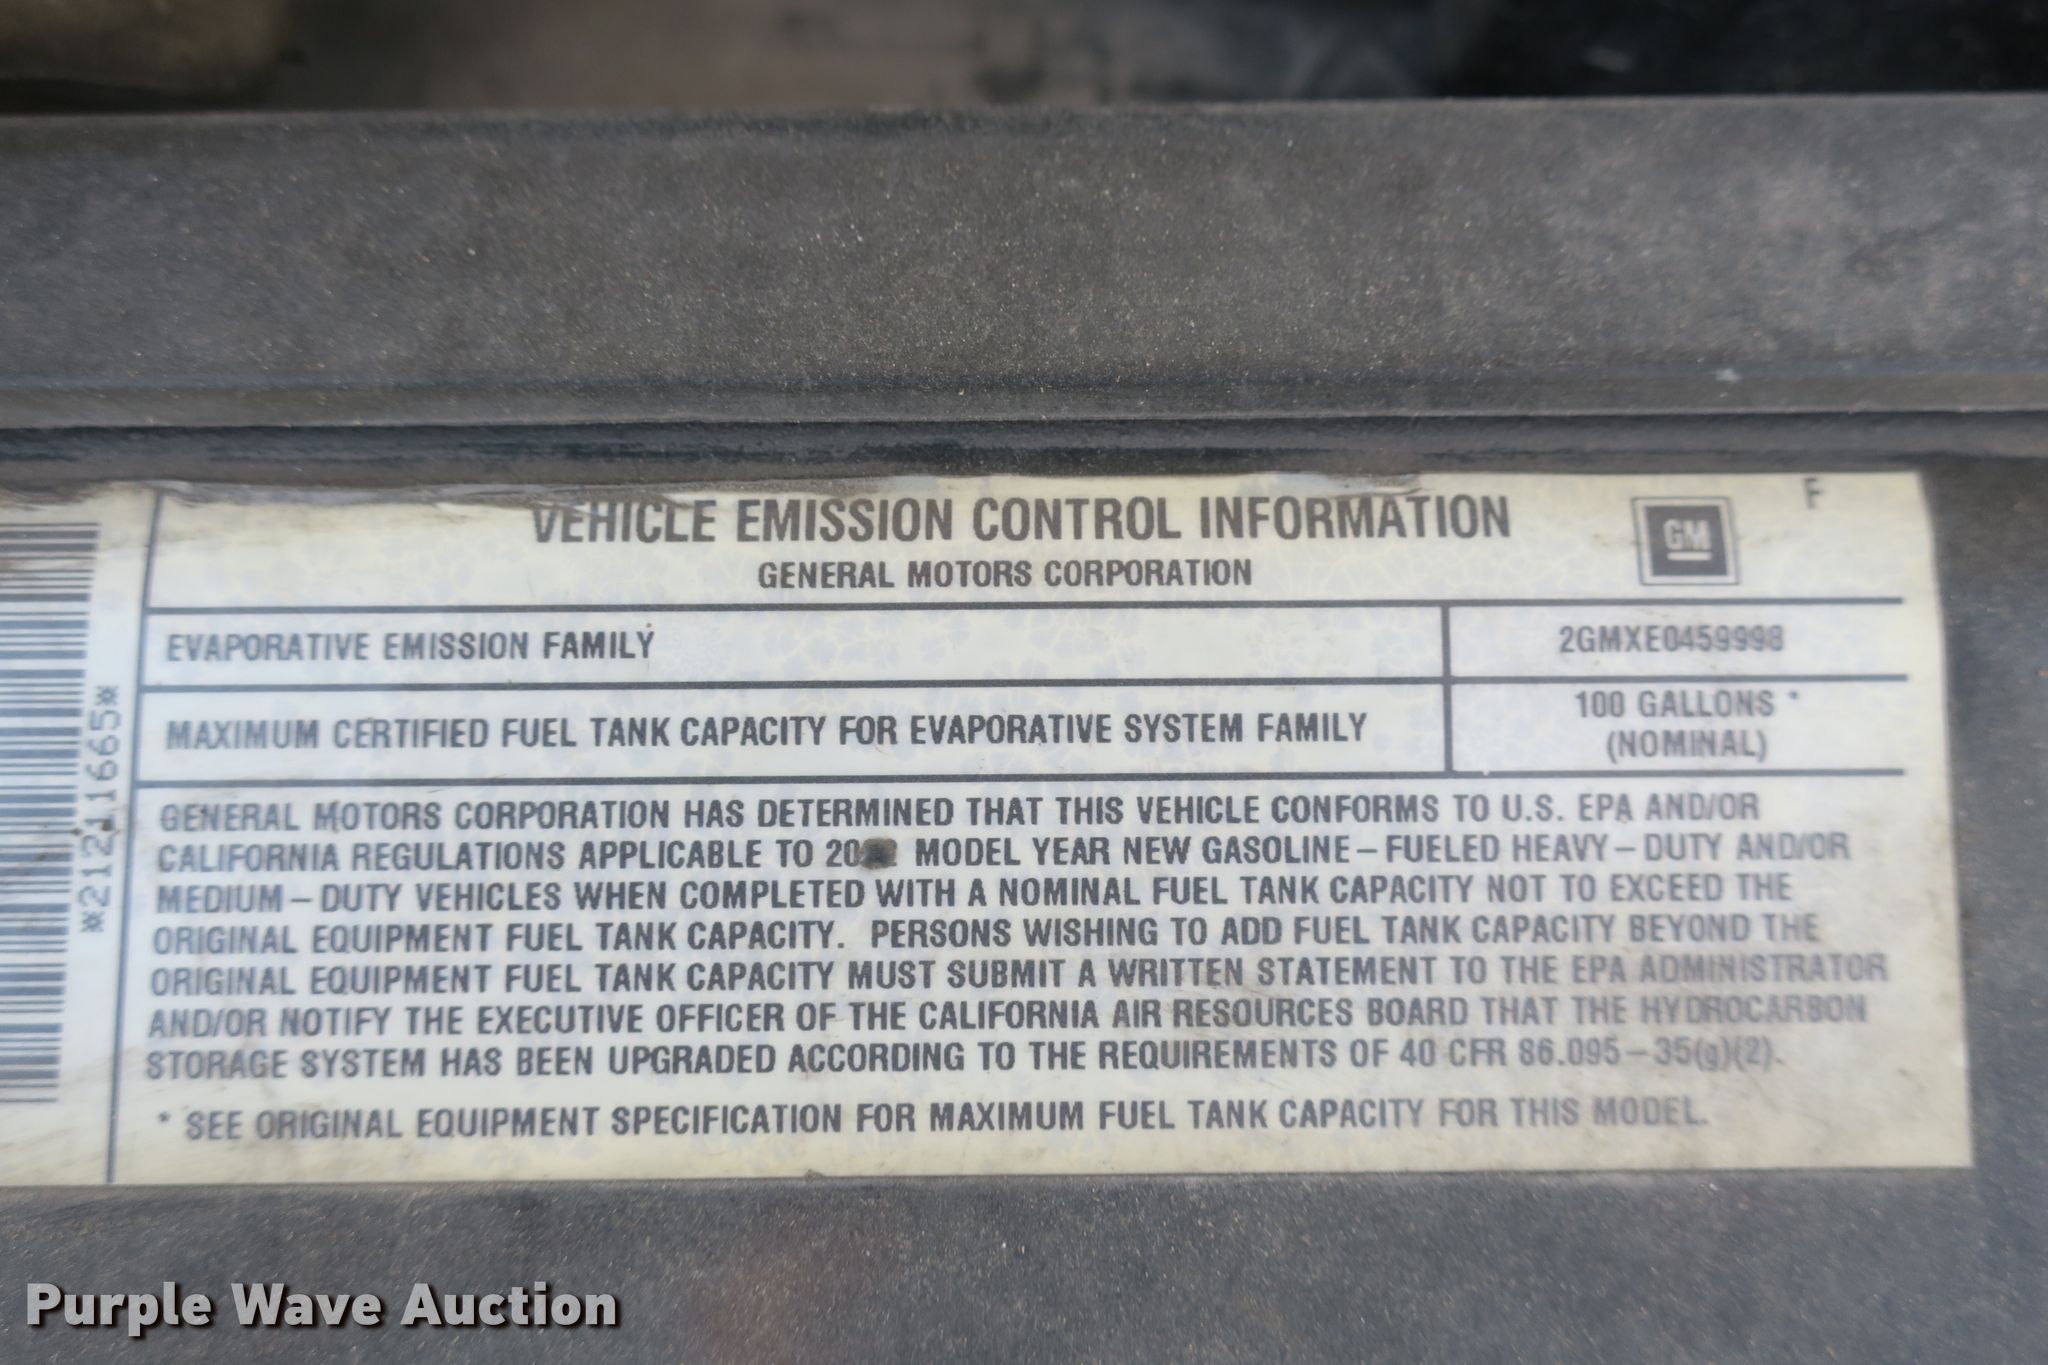 VEHICLE EMISSION CONTROL INFORMATION
GM
F
GENERAL MOTORS CORPORATION
EVAPORATIVE EMISSION FAMILY
2GMXE0459998
MAXIMUM CERTIFIED FUEL TANK CAPACITY FOR EVAPORATIVE SYSTEM FAMILY
100 GALLONS *
(NOMINAL)
*21211665*
GENERAL MOTORS CORPORATION HAS DETERMINED THAT THIS VEHICLE CONFORMS TO U.S. EPA AND/OR
CALIFORNIA REGULATIONS APPLICABLE TO MODEL YEAR NEW GASOLINE-FUELED HEAVY-DUTY AND/OR
MEDIUM-DUTY VEHICLES WHEN COMPLETED WITH A NOMINAL FUEL TANK CAPACITY NOT TO EXCEED THE
ORIGINAL EQUIPMENT FUEL TANK CAPACITY. PERSONS WISHING TO ADD FUEL TANK CAPACITY BEYOND THE
ORIGINAL EQUIPMENT FUEL TANK CAPACITY MUST SUBMIT A WRITTEN STATEMENT TO THE EPA ADMINISTRATOR
AND/OR NOTIFY THE EXECUTIVE OFFICER OF THE CALIFORNIA AIR RESOURCES BOARD THAT THE HYDROCARBON
STORAGE SYSTEM HAS BEEN UPGRADED ACCORDING TO THE REQUIREMENTS OF 40 CFR 86.095-35(g)(2).
* SEE ORIGINAL EQUIPMENT SPECIFICATION FOR MAXIMUM FUEL TANK CAPACITY FOR THIS MODEL.
Purple Wave Auction